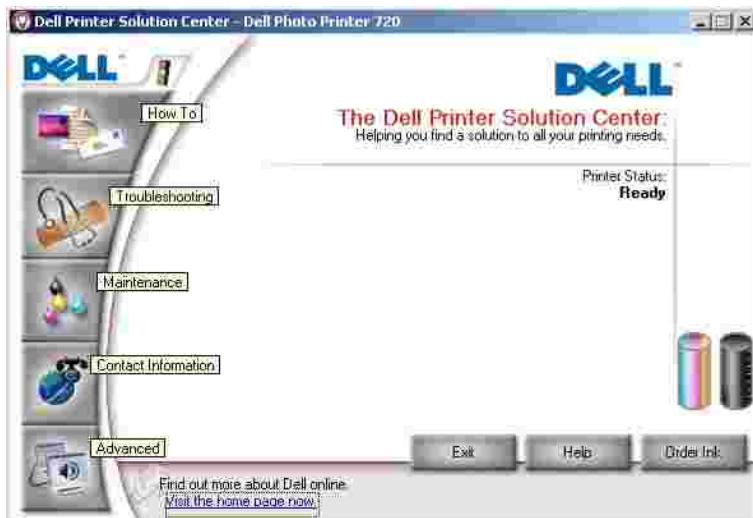 Dell Printer Solution Center - Dell Photo Printer 720
DELL
DELL
How To
The Dell Printer Solution Center:
Helping you find a solution to all your printing needs.
Printer Status:
Ready
Troubleshooting
Maintenance
Contact Information
Advanced
Exit
Help
Order Ink
Find out more about Dell online.
Visit the home page now.